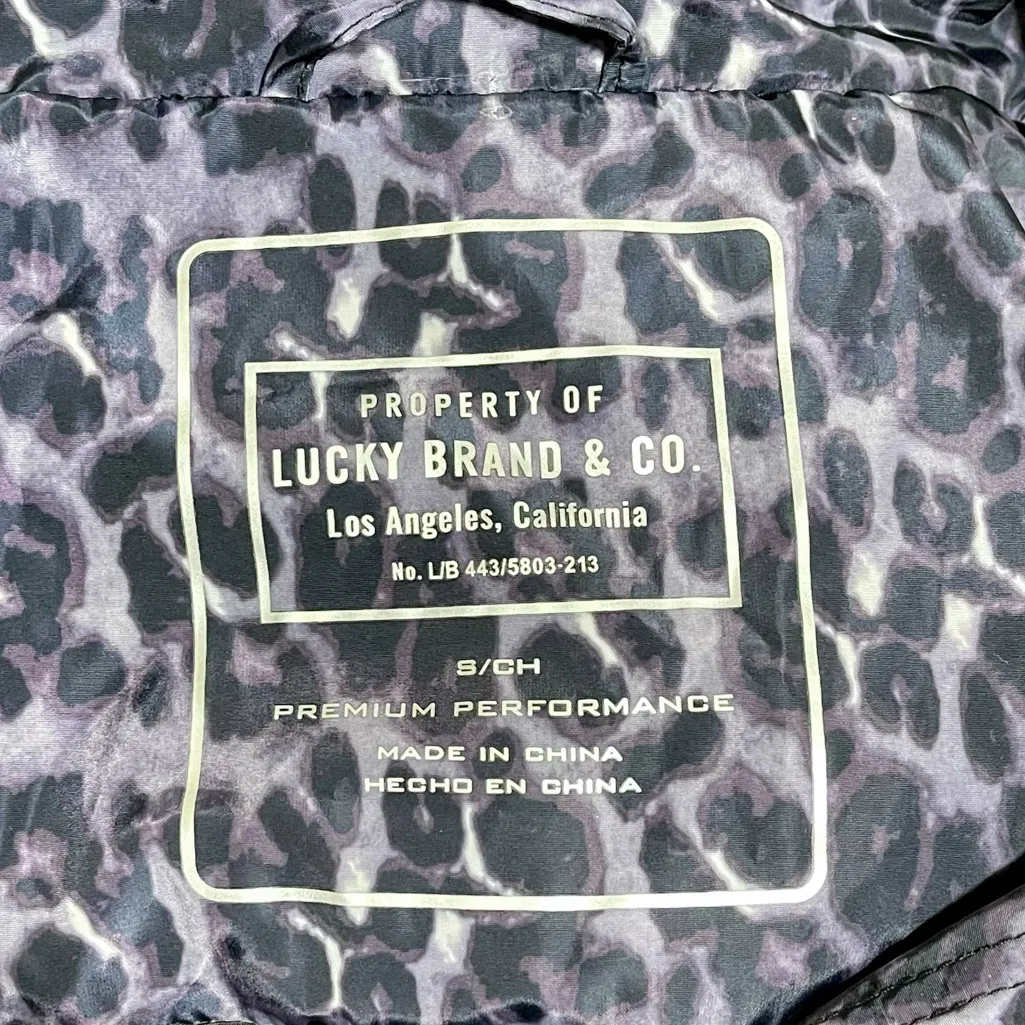 PROPERTY OF
LUCKY BRAND & CO.
Los Angeles, California
No. L/B 443/5803-213
S/CH
PREMIUM PERFORMANCE
MADE IN CHINA
HECHO EN CHINA